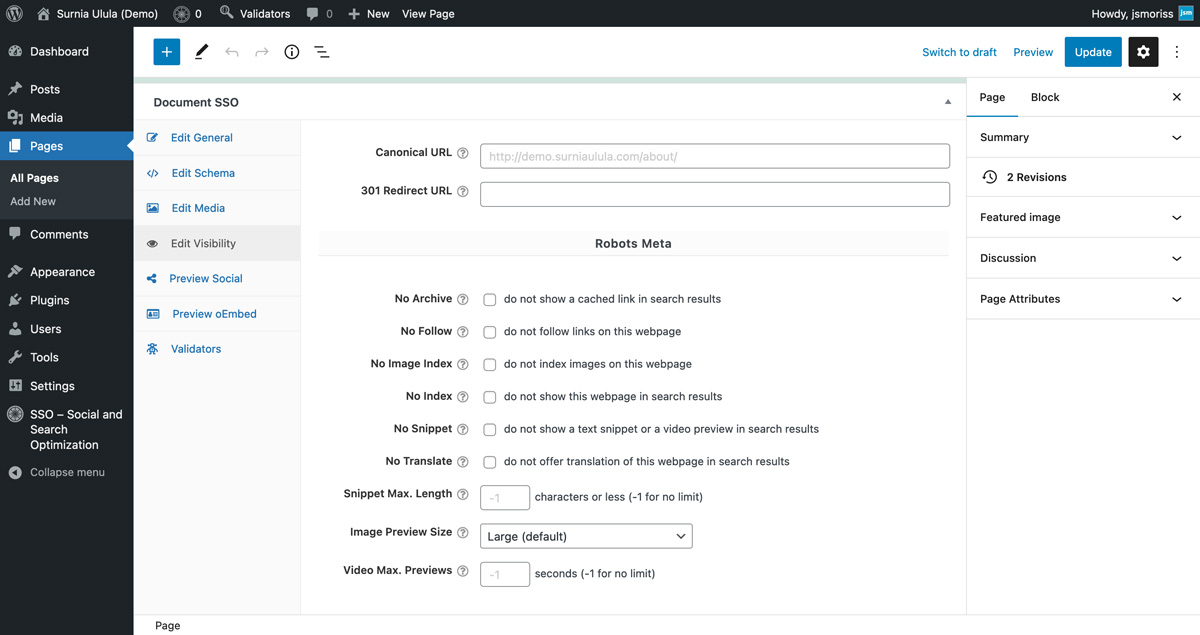 Surnia Ulula (Demo) 0 Validators 0 New View Page Howdy, jsmoriss jsm
Dashboard
Posts
Media
Pages
All Pages
Add New
Comments
Appearance
Plugins
Users
Tools
Settings
SSO – Social and
Search
Optimization
Collapse menu
Switch to draft Preview Update
Document SSO
Edit General
Edit Schema
Edit Media
Edit Visibility
Preview Social
Preview oEmbed
Validators
Canonical URL http://demo.surniaulula.com/about/
301 Redirect URL
Robots Meta
No Archive do not show a cached link in search results
No Follow do not follow links on this webpage
No Image Index do not index images on this webpage
No Index do not show this webpage in search results
No Snippet do not show a text snippet or a video preview in search results
No Translate do not offer translation of this webpage in search results
Snippet Max. Length -1 characters or less (-1 for no limit)
Image Preview Size Large (default)
Video Max. Previews -1 seconds (-1 for no limit)
Page Block
Summary
2 Revisions
Featured image
Discussion
Page Attributes
Page